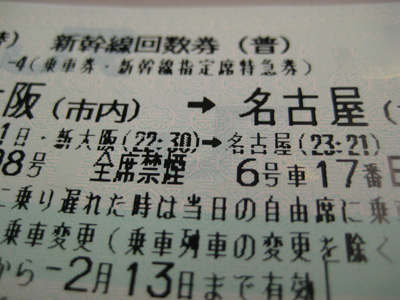 新幹線回数券(普)
-4(乗車券・新幹線指定席特急券)
阪(市内) → 名古屋(
1日・新大阪(22:30)→名古屋(23:21)
08号 全席禁煙 6号車17番
に乗り遅れた時は当日の自由席に乗
乗車変更(乗車列車の変更を除く
から-2月13日まで有効